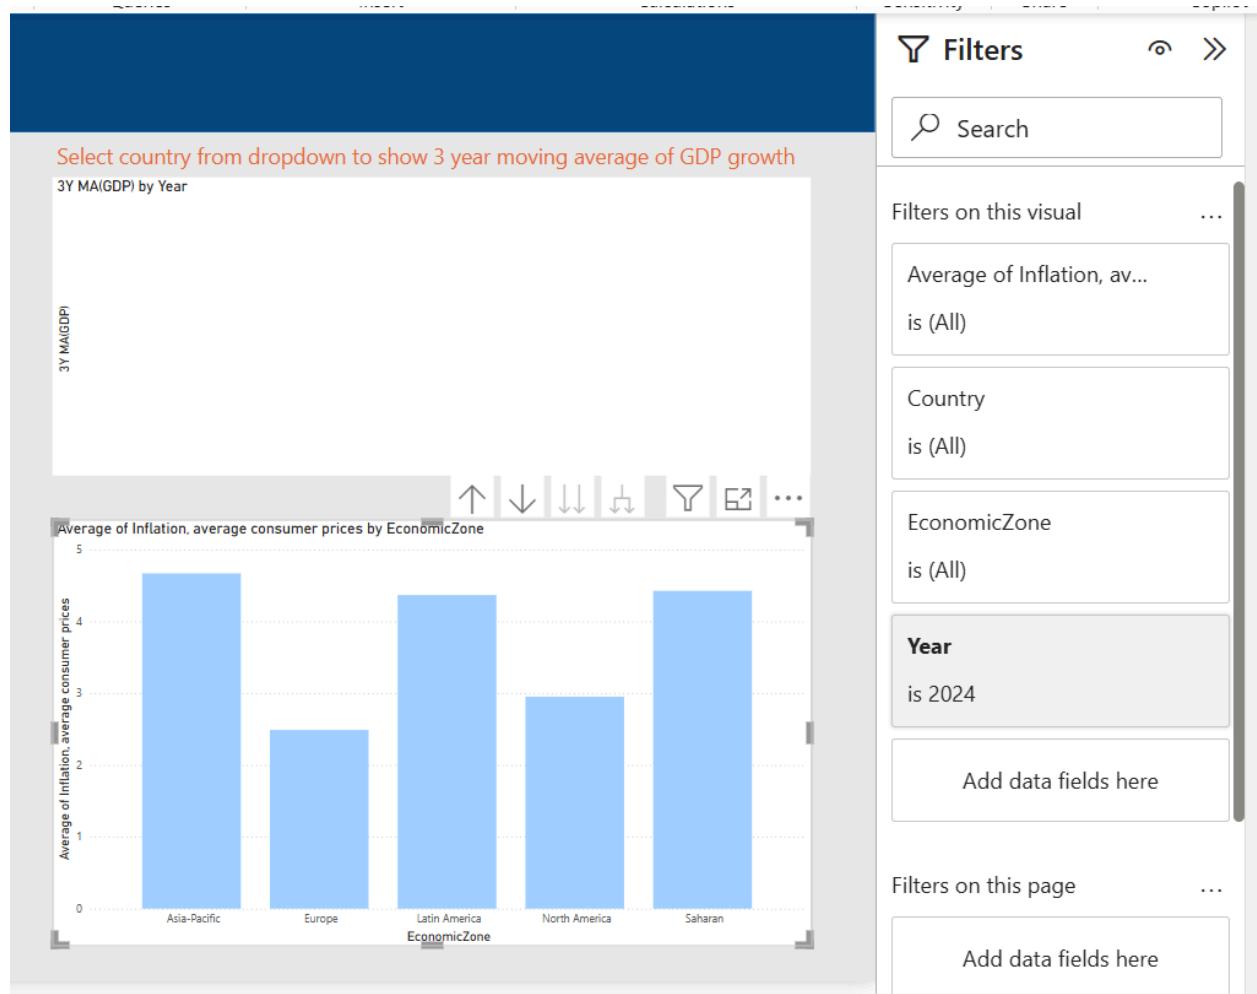 Filters
Search
Select country from dropdown to show 3 year moving average of GDP growth
3Y MA(GDP) by Year
3Y MA(GDP)
Filters on this visual
...
Average of Inflation, av...
is (All)
Country
is (All)
EconomicZone
is (All)
Year
is 2024
Add data fields here
Filters on this page
...
Add data fields here
Average of Inflation, average consumer prices by EconomicZone
Average of Inflation, average consumer prices
5
4
3
2
1
0
Asia-Pacific
Europe
Latin America
North America
Saharan
EconomicZone